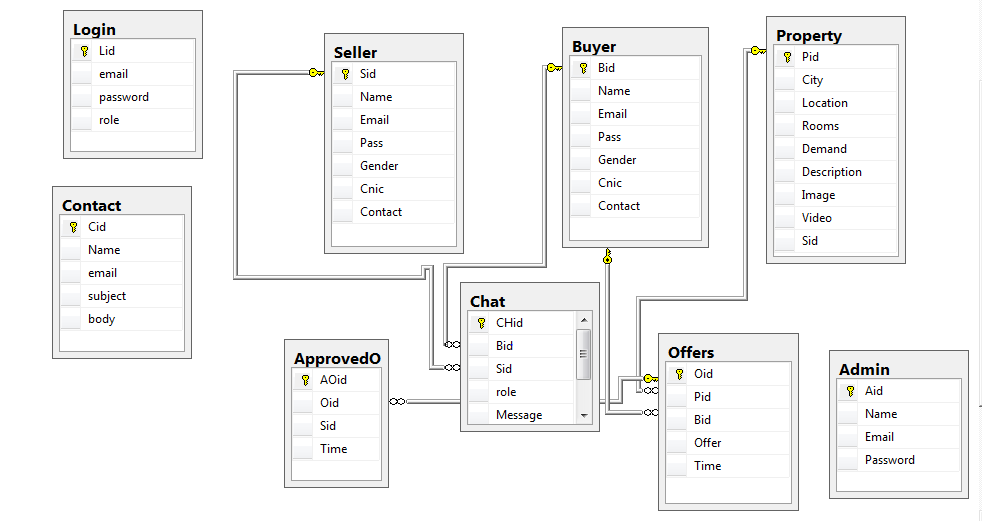 Login
Lid
email
password
role
Contact
Cid
Name
email
subject
body
Seller
Sid
Name
Email
Pass
Gender
Cnic
Contact
Buyer
Bid
Name
Email
Pass
Gender
Cnic
Contact
Property
Pid
City
Location
Rooms
Demand
Description
Image
Video
Sid
ApprovedO
AOid
Oid
Sid
Time
Chat
CHid
Bid
Sid
role
Message
Offers
Oid
Pid
Bid
Offer
Time
Admin
Aid
Name
Email
Password